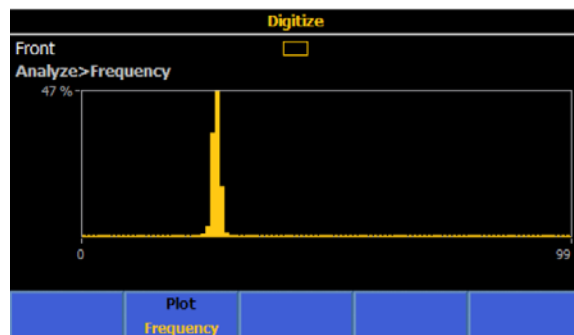 Digitize
Front
Analyze>Frequency
47 %
0
99
Plot
Frequency